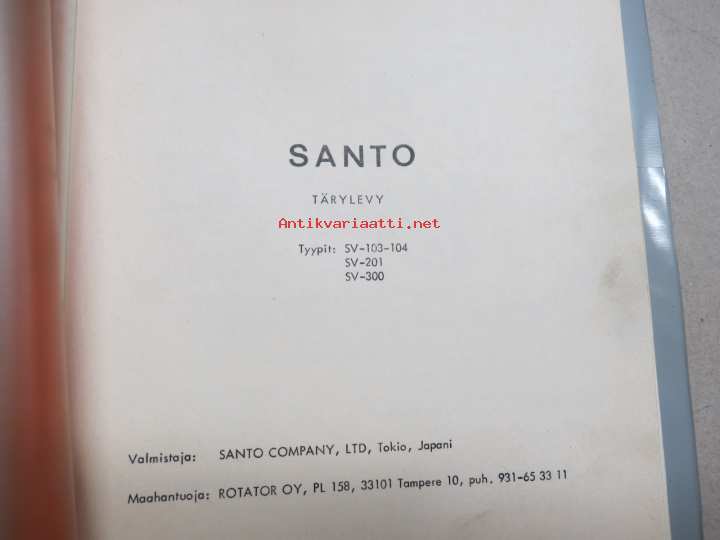 SANTO
TÄRYLEVY
Antikvariaatti.net
Tyypit: SV-103-104
SV-201
SV-300
Valmistaja: SANTO COMPANY, LTD, Tokio, Japani
Maahantuoja: ROTATOR OY, PL 158, 33101 Tampere 10, puh. 931-65 33 11